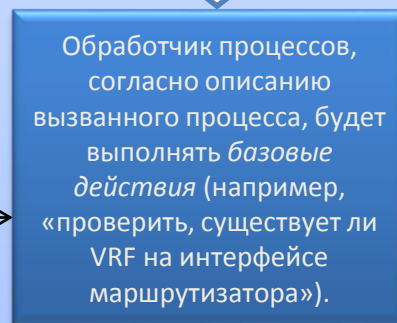 Обработчик процессов,
согласно описанию
вызванного процесса, будет
выполнять базовые
действия (например,
«проверить, существует ли
VRF на интерфейсе
маршрутизатора»).